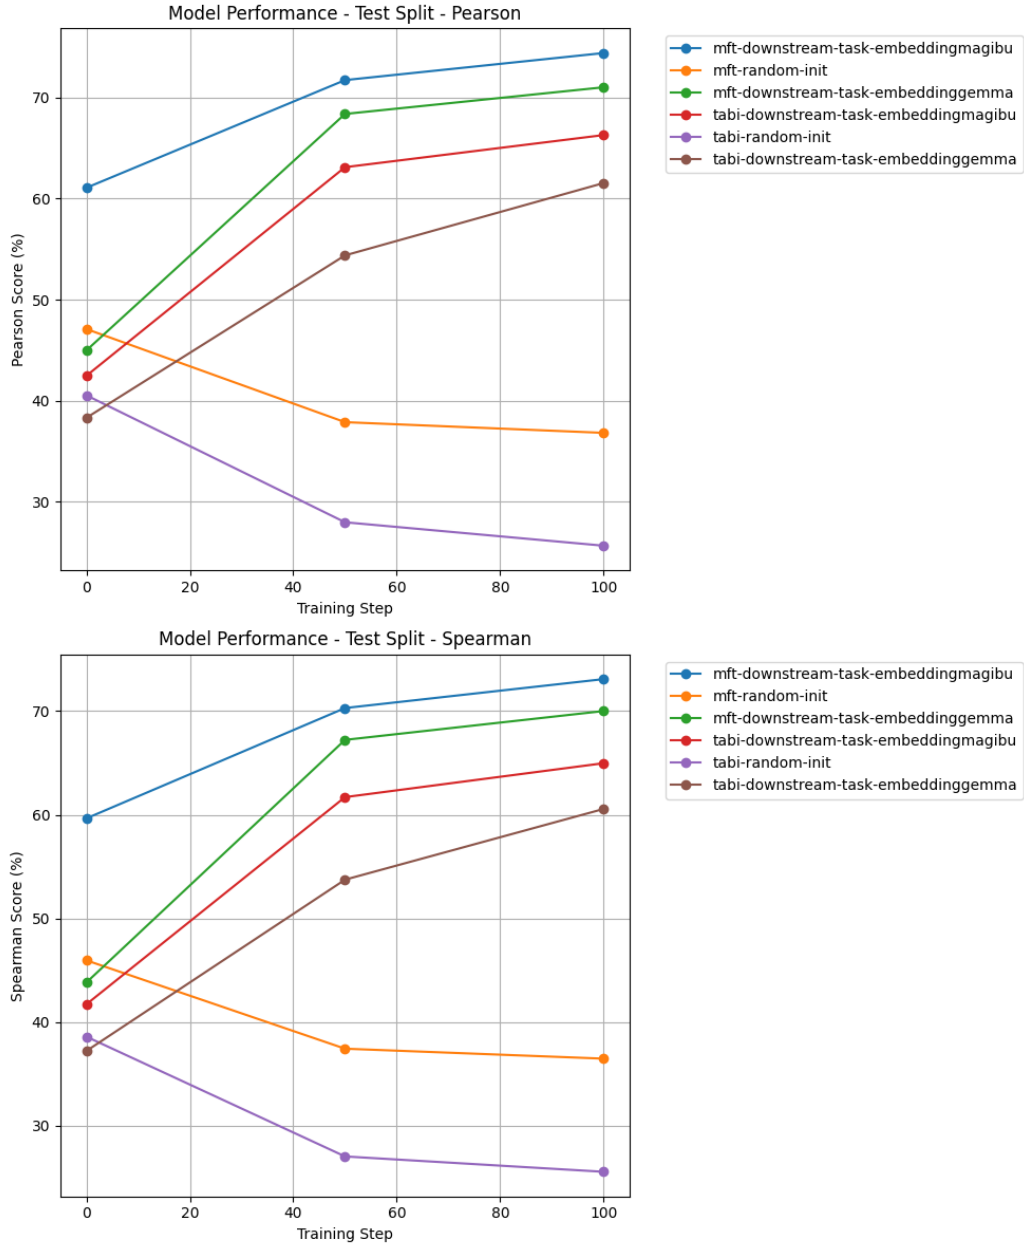 Model Performance - Test Split - Pearson
Pearson Score (%)
70
60
50
40
30
0 20 40 60 80 100
Training Step
mft-downstream-task-embeddingmagibu
mft-random-init
mft-downstream-task-embeddinggemma
tabi-downstream-task-embeddingmagibu
tabi-random-init
tabi-downstream-task-embeddinggemma
Model Performance - Test Split - Spearman
Spearman Score (%)
70
60
50
40
30
0 20 40 60 80 100
Training Step
mft-downstream-task-embeddingmagibu
mft-random-init
mft-downstream-task-embeddinggemma
tabi-downstream-task-embeddingmagibu
tabi-random-init
tabi-downstream-task-embeddinggemma